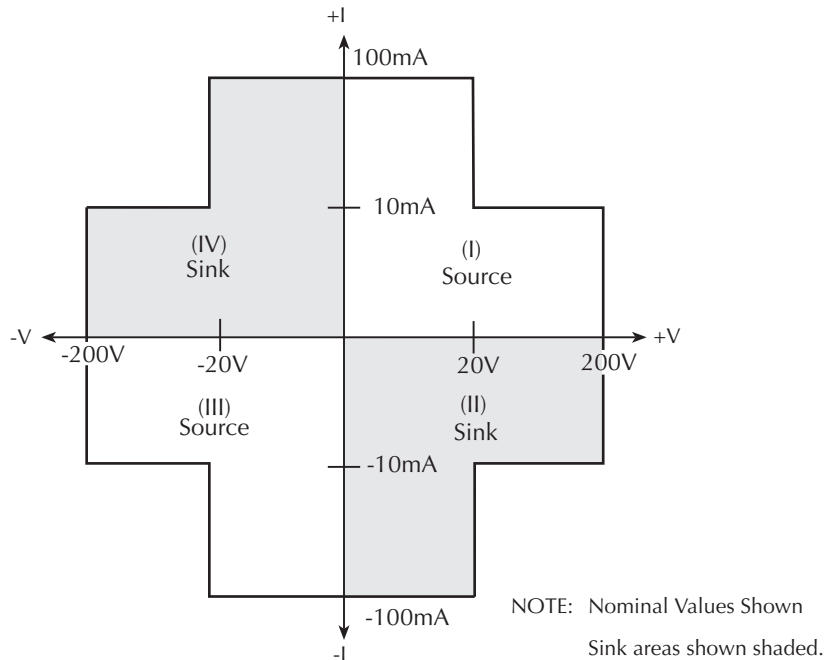 +I
100mA
10mA
(IV)
Sink
(I)
Source
-V
-200V
-20V
20V
200V
+V
(III)
Source
(II)
Sink
-10mA
-100mA
-I
NOTE: Nominal Values Shown
Sink areas shown shaded.